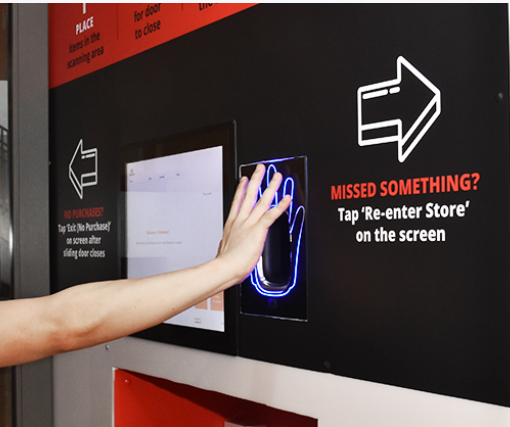 PLACE
items in the
scanning area
for door
to close
NO PURCHASES?
Tap 'Exit (No Purchase)'
on screen after
sliding door closes
MISSED SOMETHING?
Tap 'Re-enter Store'
on the screen